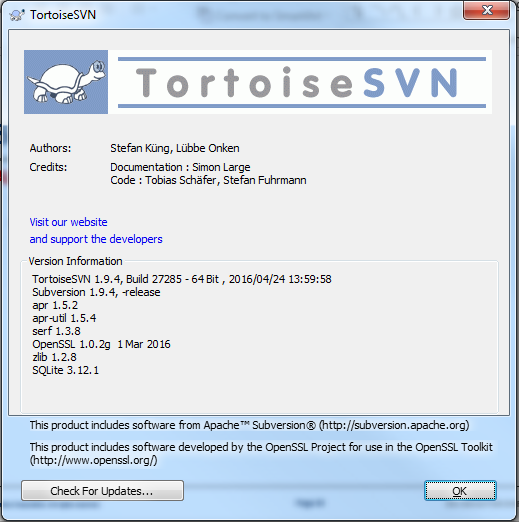 TortoiseSVN
TortoiseSVN
Authors: Stefan Küng, Lübbe Onken
Credits: Documentation : Simon Large
Code : Tobias Schäfer, Stefan Fuhrmann
Visit our website
and support the developers
Version Information
TortoiseSVN 1.9.4, Build 27285 - 64 Bit , 2016/04/24 13:59:58
Subversion 1.9.4, -release
apr 1.5.2
apr-util 1.5.4
serf 1.3.8
OpenSSL 1.0.2g  1 Mar 2016
zlib 1.2.8
SQLite 3.12.1
This product includes software from Apache™ Subversion® (http://subversion.apache.org)
This product includes software developed by the OpenSSL Project for use in the OpenSSL Toolkit
(http://www.openssl.org/)
Check For Updates...
OK